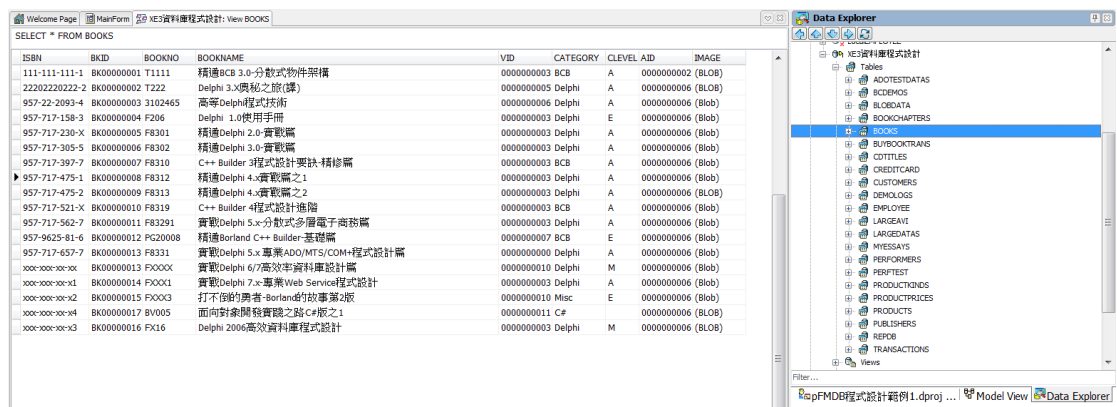 Welcome Page MainForm XE3資料庫程式設計: View BOOKS
SELECT * FROM BOOKS
ISBN BKID BOOKNO BOOKNAME VID CATEGORY CLEVEL AID IMAGE
111-111-111-1 BK00000001 T1111 精通BCB 3.0-分散式物件架構 0000000003 BCB A 0000000002 (BLOB)
22202220222-2 BK00000002 T222 Delphi 3.X奧秘之旅(譯) 0000000005 Delphi A 0000000006 (BLOB)
957-22-2093-4 BK00000003 3102465 高等Delphi程式技術 0000000006 Delphi A 0000000006 (Blob)
957-717-158-3 BK00000004 F206 Delphi 1.0使用手冊 0000000003 Delphi E 0000000006 (Blob)
957-717-230-X BK00000005 F8301 精通Delphi 2.0-實戰篇 0000000003 Delphi A 0000000006 (Blob)
957-717-305-5 BK00000006 F8302 精通Delphi 3.0-實戰篇 0000000003 Delphi A 0000000006 (Blob)
957-717-397-7 BK00000007 F8310 C++ Builder 3程式設計要訣-精修篇 0000000003 BCB A 0000000006 (Blob)
957-717-475-1 BK00000008 F8312 精通Delphi 4.x實戰篇之1 0000000003 Delphi A 0000000006 (Blob)
957-717-475-2 BK00000009 F8313 精通Delphi 4.x實戰篇之2 0000000003 Delphi A 0000000006 (BLOB)
957-717-521-X BK00000010 F8319 C++ Builder 4程式設計進階 0000000003 BCB A 0000000006 (Blob)
957-717-562-7 BK00000011 F83291 實戰Delphi 5.x-分散式多層電子商務篇 0000000003 Delphi A 0000000006 (Blob)
957-9625-81-6 BK00000012 PG20008 精通Borland C++ Builder-基礎篇 0000000007 BCB E 0000000006 (Blob)
957-717-657-7 BK00000013 F8331 實戰Delphi 5.x 專業ADO/MTS/COM+程式設計篇 0000000000 Delphi A 0000000006 (Blob)
xxx-xxx-xx-xx BK00000013 FXXXX 實戰Delphi 6/7高效率資料庫設計篇 0000000010 Delphi M 0000000006 (Blob)
xxx-xxx-xx-x1 BK00000014 FXXX1 實戰Delphi 7.x-專業Web Service程式設計 0000000003 Delphi A 0000000006 (Blob)
xxx-xxx-xx-x2 BK00000015 FXXX3 打不倒的勇者-Borland的故事第2版 0000000010 Misc E 0000000006 (Blob)
xxx-xxx-xx-x4 BK00000017 BV005 面向對象開發實踐之路C#版之1 0000000011 C# 0000000006 (BLOB)
xxx-xxx-xx-x3 BK00000016 FX16 Delphi 2006高效資料庫程式設計 0000000003 Delphi M 0000000006 (BLOB)
Data Explorer
XE3資料庫程式設計
Tables
ADOTESTDATAS
BCDEMOS
BLOBDATA
BOOKCHAPTERS
BOOKS
BUYBOOKTRANS
CDTITLES
CREDITCARD
CUSTOMERS
DEMOLOGS
EMPLOYEE
LARGEAVI
LARGEDATAS
MYESSAYS
PERFORMERS
PERFTEST
PRODUCTKINDS
PRODUCTPRICES
PRODUCTS
PUBLISHERS
REPDB
TRANSACTIONS
Views
Filter...
pFMDB程式設計範例1.dproj ... Model View Data Explorer